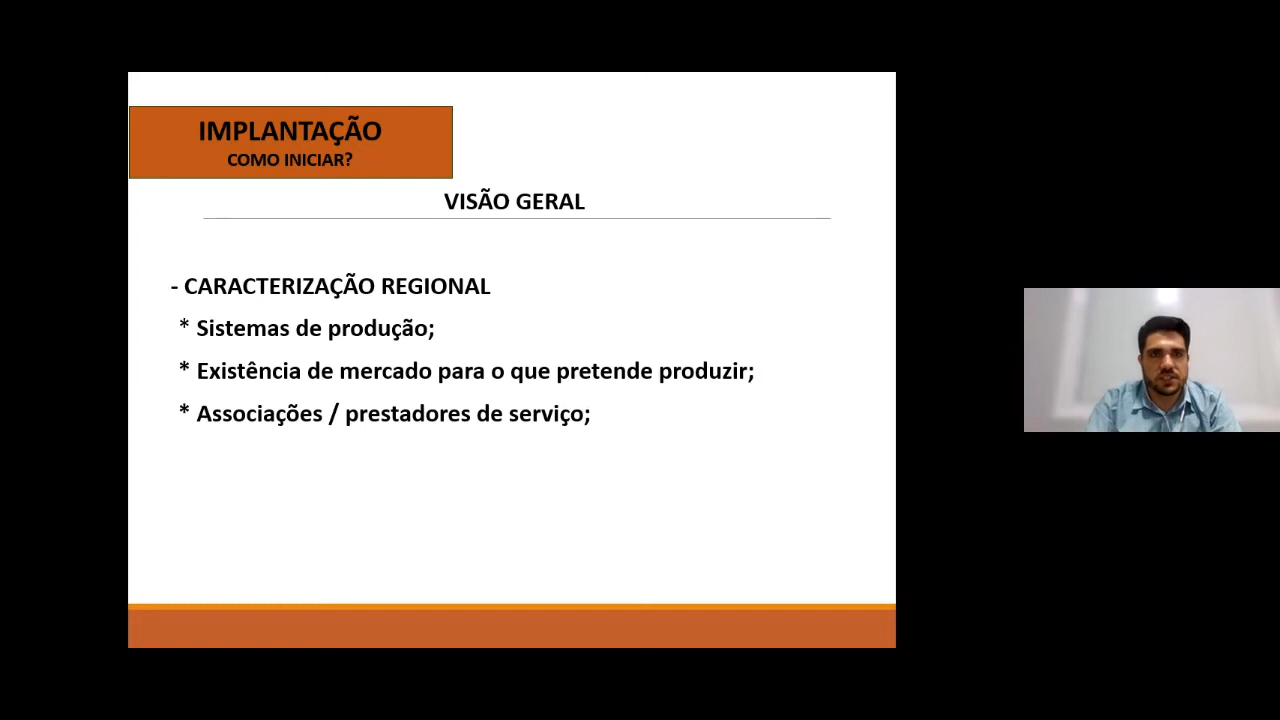 IMPLANTAÇÃO
COMO INICIAR?
VISÃO GERAL
- CARACTERIZAÇÃO REGIONAL
* Sistemas de produção;
* Existência de mercado para o que pretende produzir;
* Associações / prestadores de serviço;